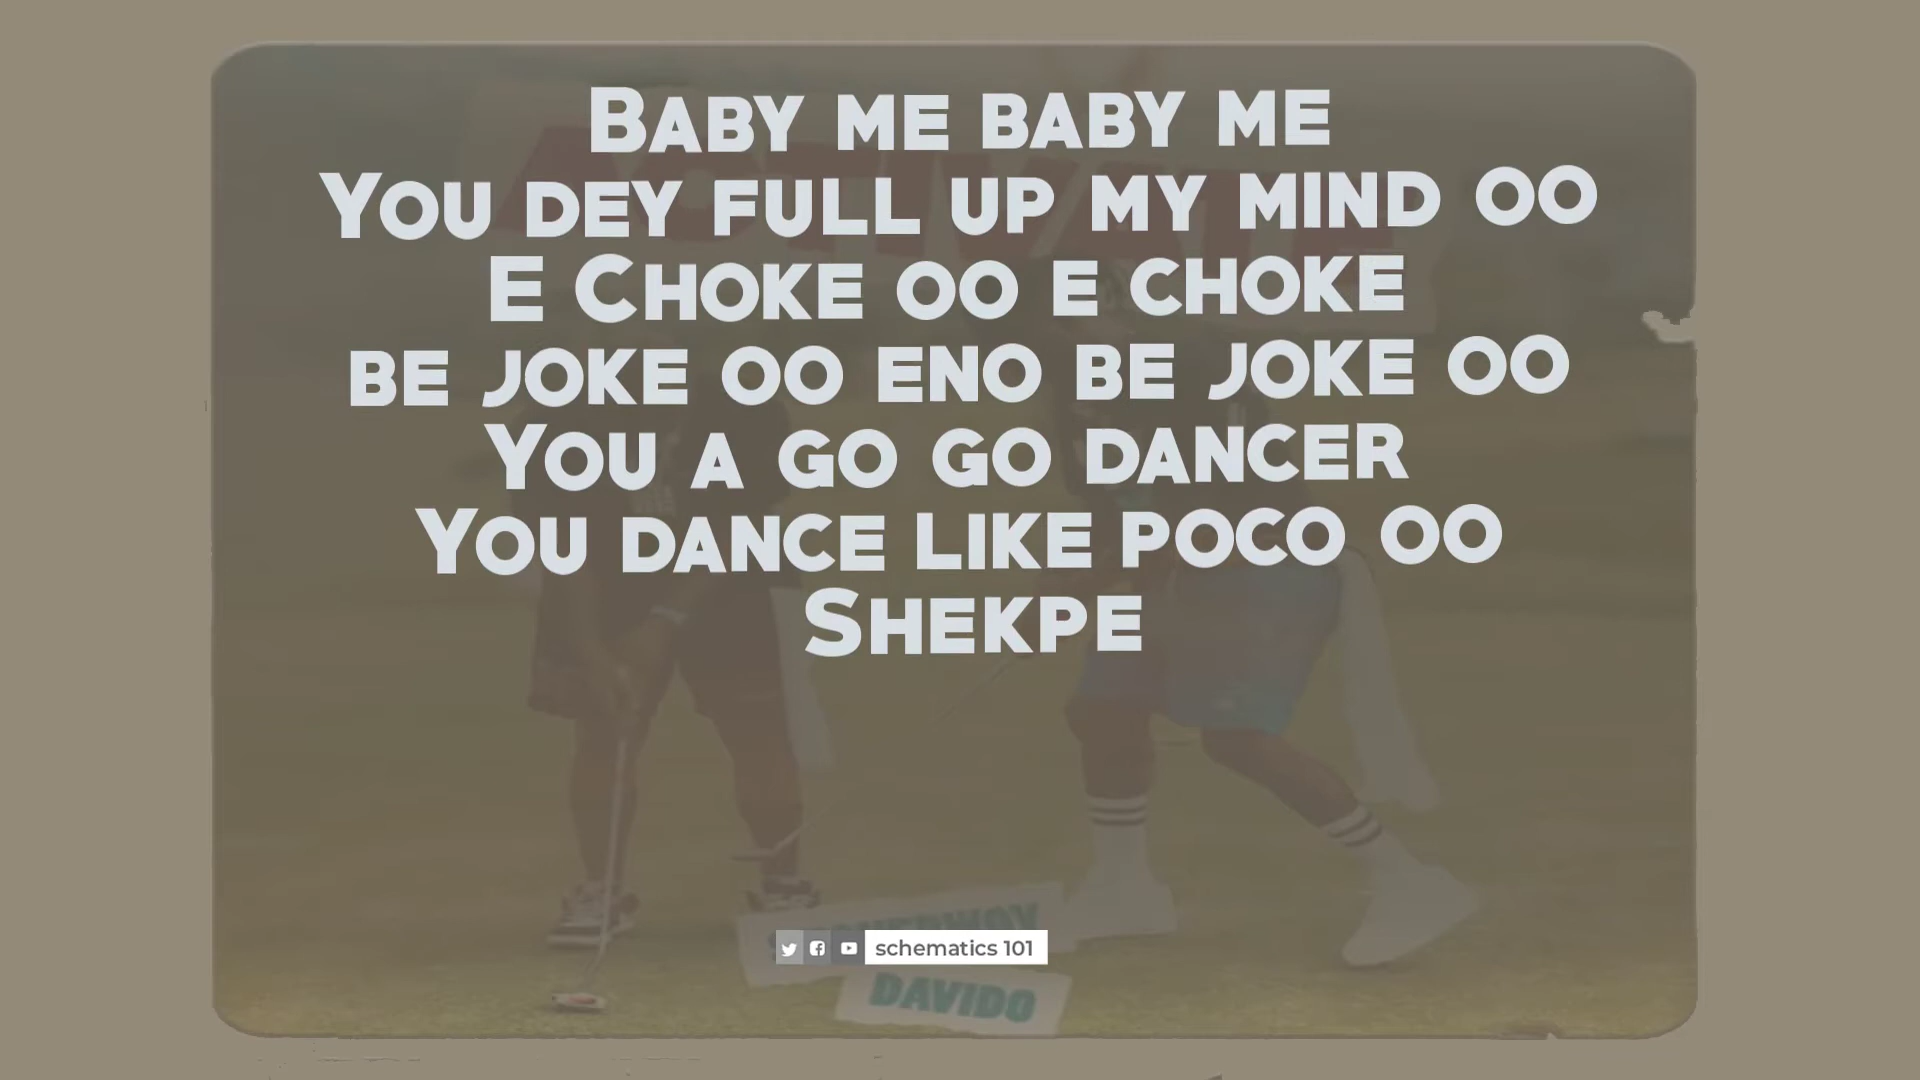 BABY ME BABY ME
YOU DEY FULL UP MY MIND OO
E CHOKE OO E CHOKE
BE JOKE OO ENO BE JOKE OO
YOU A GO GO DANCER
YOU DANCE LIKE POCO OO
SHEKPE
schematics 101
DAVIDO